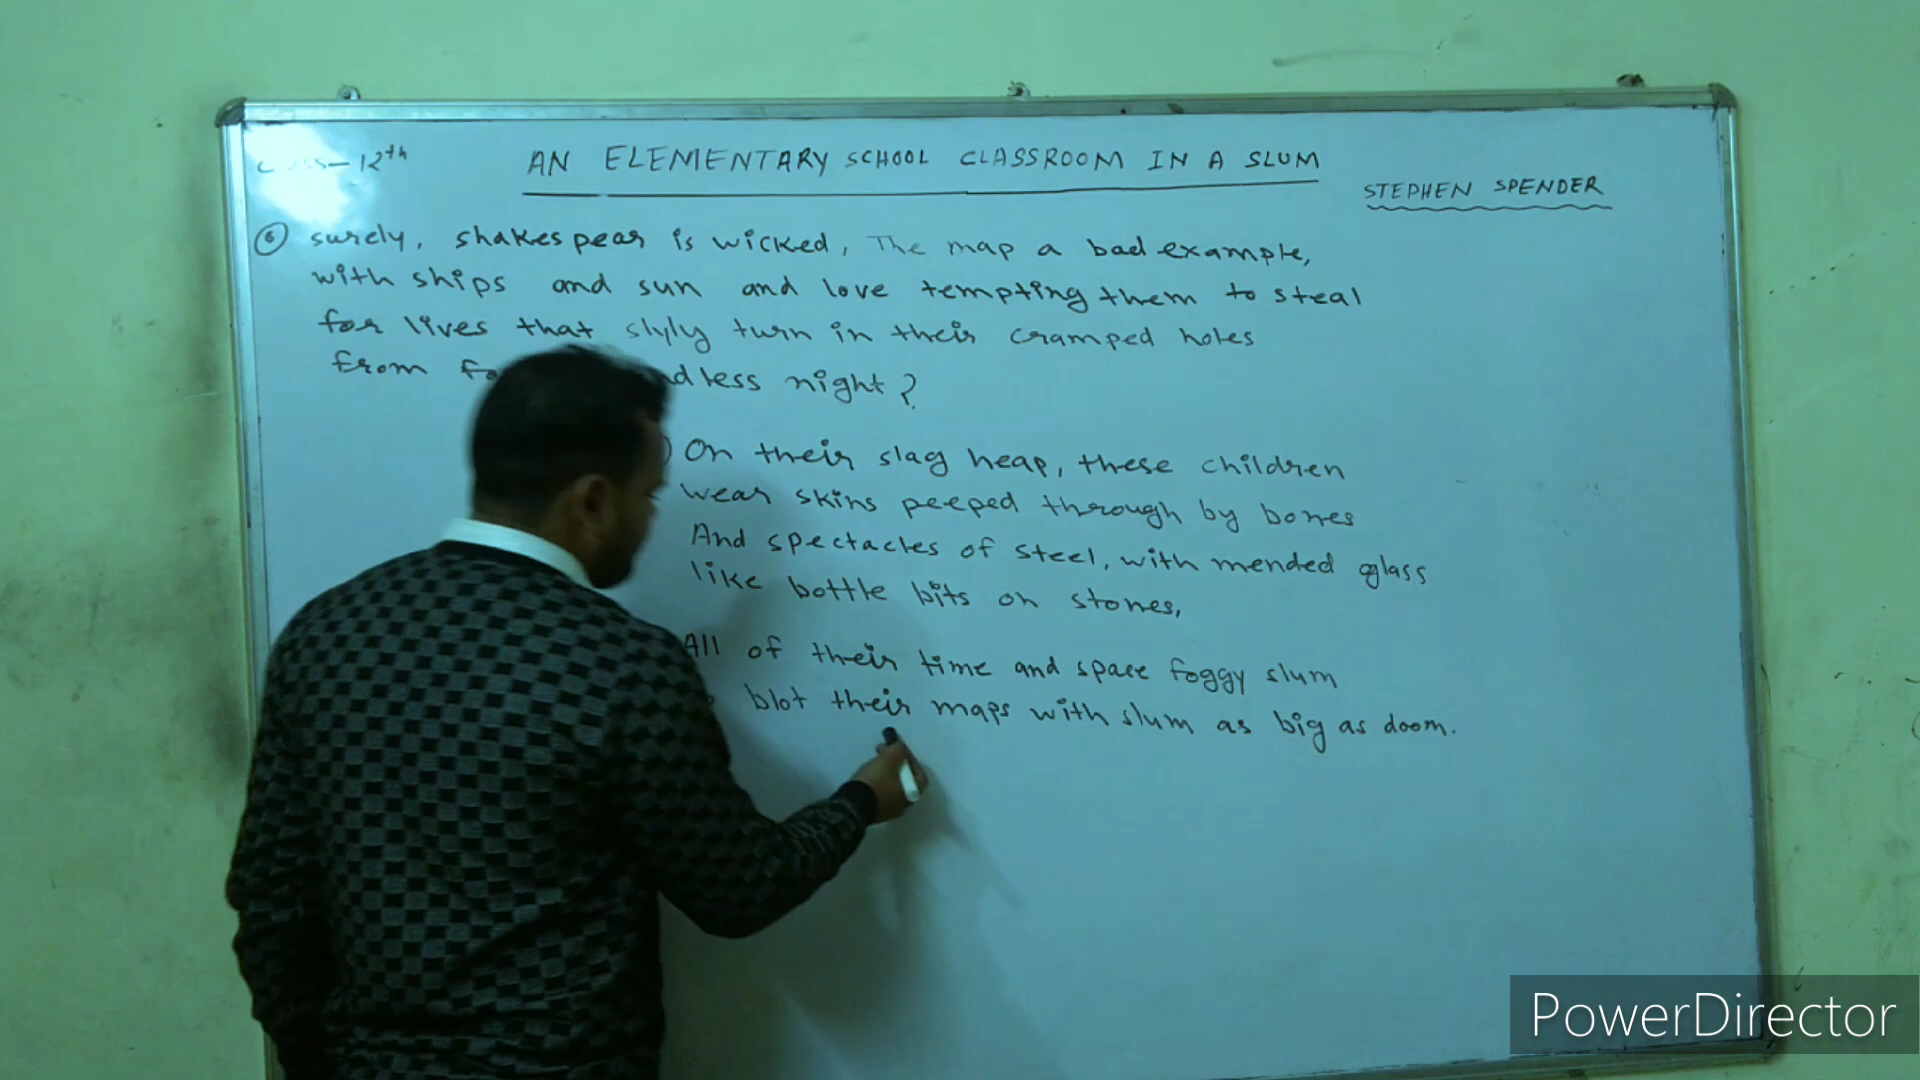 CLASS-12th
AN ELEMENTARY SCHOOL CLASSROOM IN A SLUM
STEPHEN SPENDER
6 surely, shakespear is wicked, The map a bad example,
with ships and sun and love tempting them to steal
for lives that slyly turn in their cramped holes
from less night?
On their slag heap, these children
wear skins peeped through by bones
And spectacles of steel, with mended glass
like bottle bits on stones,
All of their time and space foggy slum
blot their maps with slum as big as doom.
PowerDirector